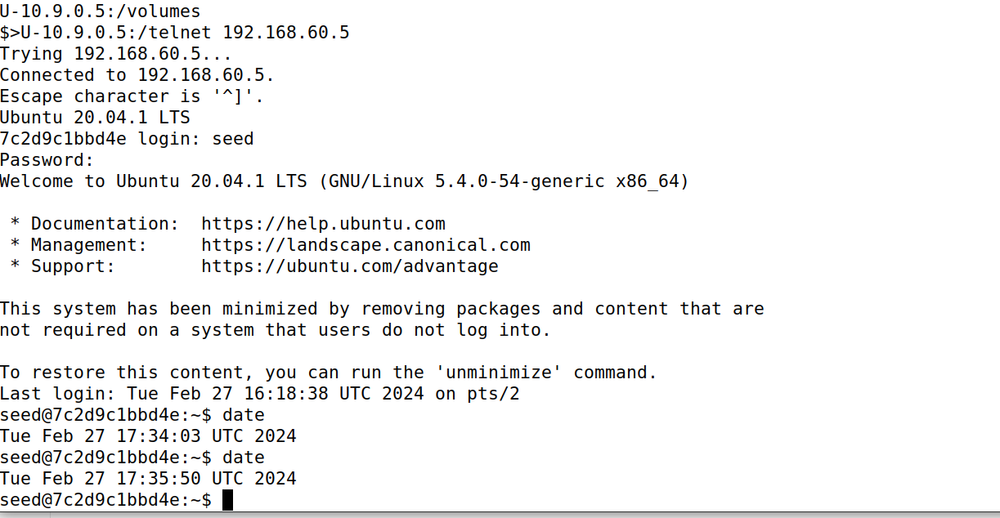 U-10.9.0.5:/volumes
$>U-10.9.0.5:/telnet 192.168.60.5
Trying 192.168.60.5...
Connected to 192.168.60.5.
Escape character is '^]'.
Ubuntu 20.04.1 LTS
7c2d9c1bbd4e login: seed
Password:
Welcome to Ubuntu 20.04.1 LTS (GNU/Linux 5.4.0-54-generic x86_64)

 * Documentation:  https://help.ubuntu.com
 * Management:     https://landscape.canonical.com
 * Support:        https://ubuntu.com/advantage

This system has been minimized by removing packages and content that are
not required on a system that users do not log into.

To restore this content, you can run the 'unminimize' command.
Last login: Tue Feb 27 16:18:38 UTC 2024 on pts/2
seed@7c2d9c1bbd4e:~$ date
Tue Feb 27 17:34:03 UTC 2024
seed@7c2d9c1bbd4e:~$ date
Tue Feb 27 17:35:50 UTC 2024
seed@7c2d9c1bbd4e:~$